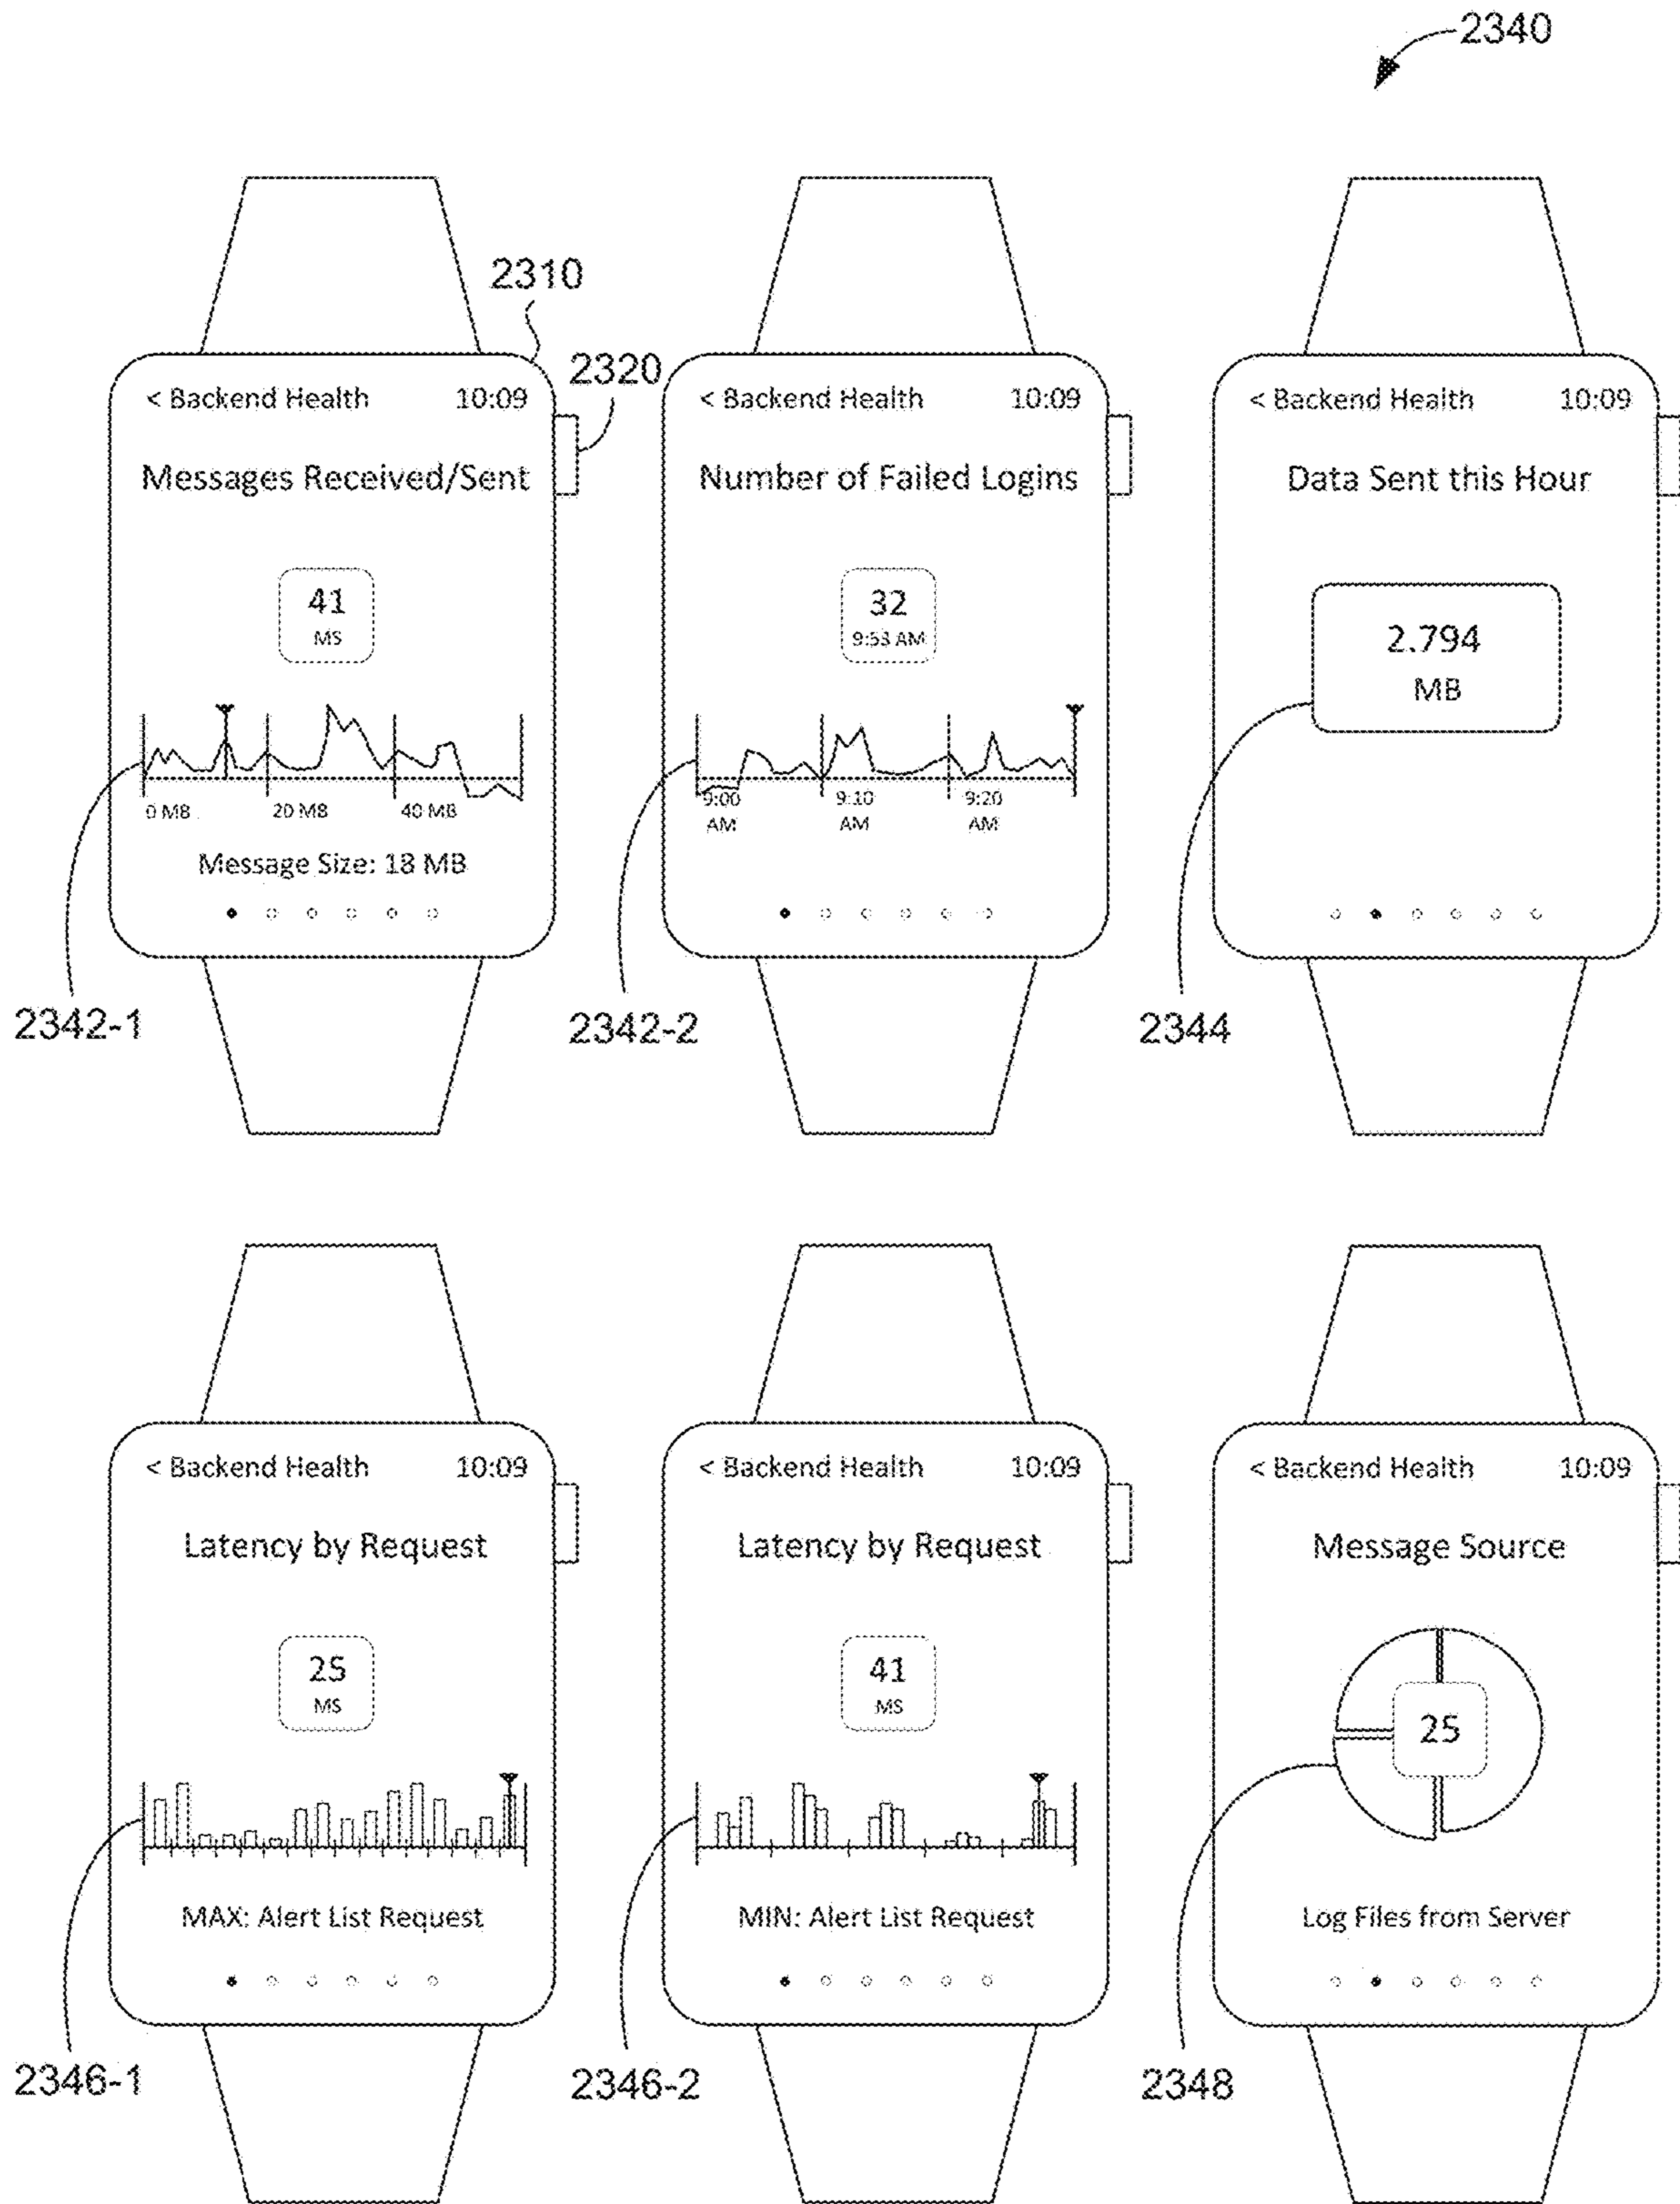 2340
2310
2320
< Backend Health 10:09
Messages Received/Sent
41
MS
0 MB 20 MB 40 MB
Message Size: 18 MB
2342-1
< Backend Health 10:09
Number of Failed Logins
32
9:53 AM
9:00 AM 9:10 AM 9:20 AM
2342-2
< Backend Health 10:09
Data Sent this Hour
2.794
MB
2344
< Backend Health 10:09
Latency by Request
25
MS
MAX: Alert List Request
2346-1
< Backend Health 10:09
Latency by Request
41
MS
MIN: Alert List Request
2346-2
< Backend Health 10:09
Message Source
25
Log Files from Server
2348